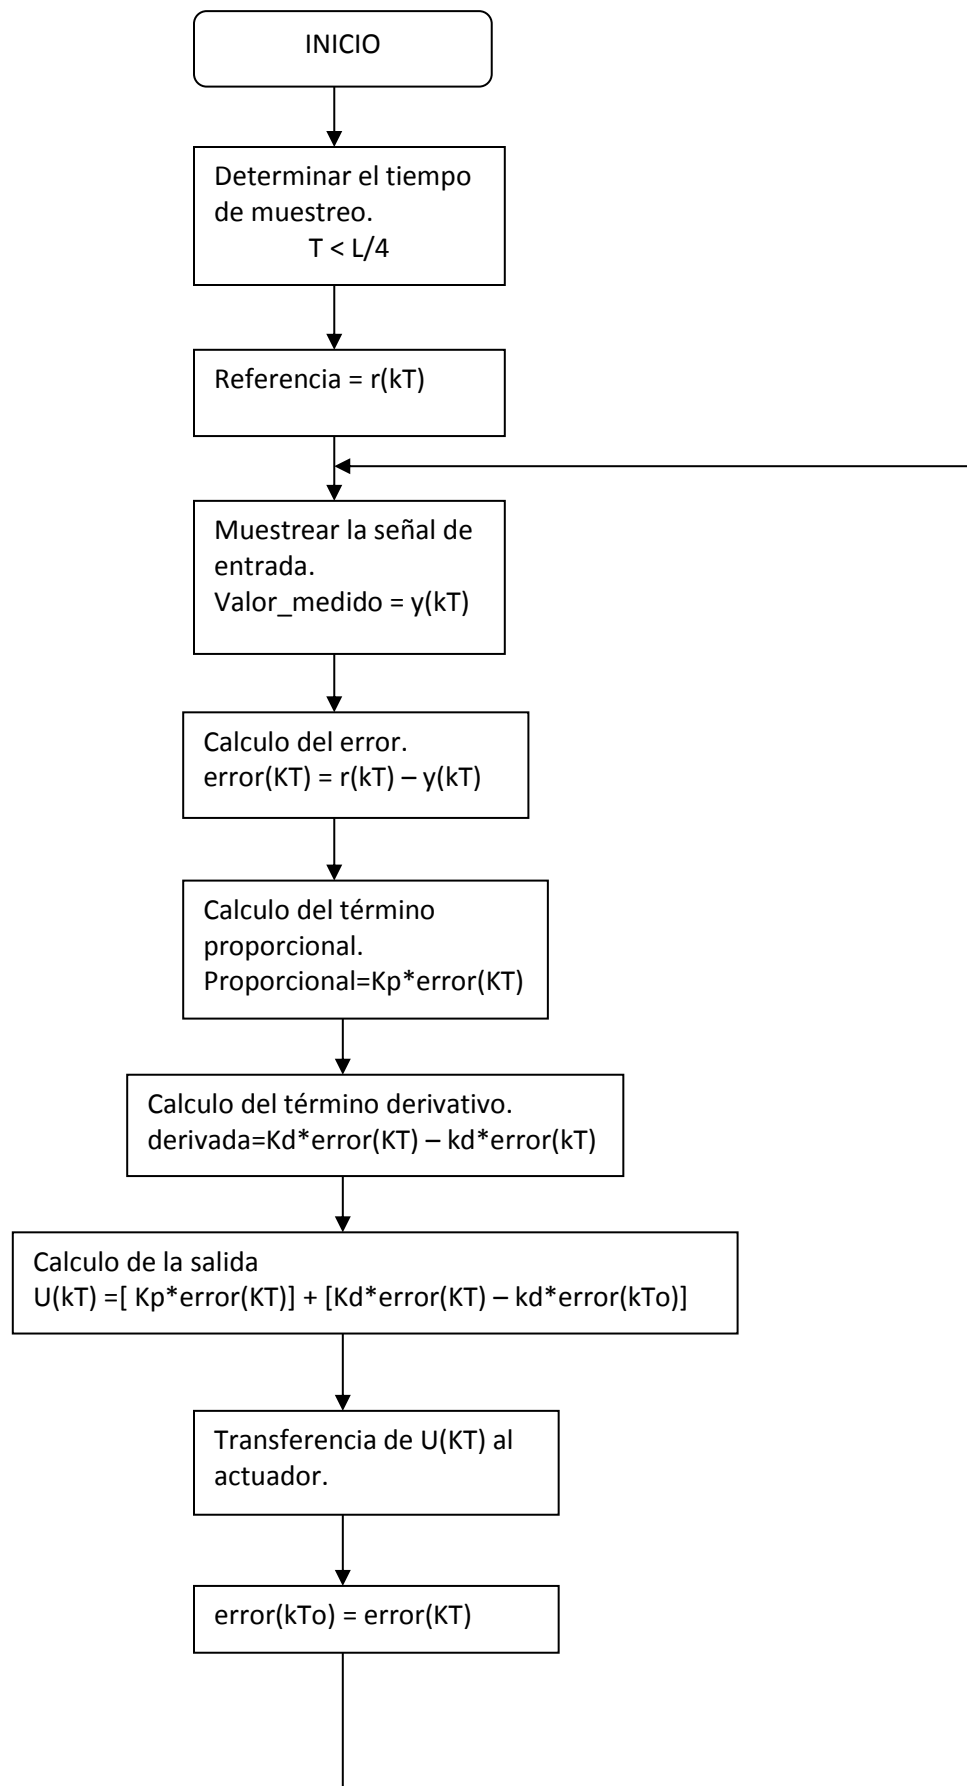 INICIO
Determinar el tiempo
de muestreo.
T < L/4
Referencia = r(kT)
Muestrear la señal de
entrada.
Valor_medido = y(kT)
Calculo del error.
error(KT) = r(kT) – y(kT)
Calculo del término
proporcional.
Proporcional=Kp*error(KT)
Calculo del término derivativo.
derivada=Kd*error(KT) – kd*error(kT)
Calculo de la salida
U(kT) =[ Kp*error(KT)] + [Kd*error(KT) – kd*error(kTo)]
Transferencia de U(KT) al
actuador.
error(kTo) = error(KT)